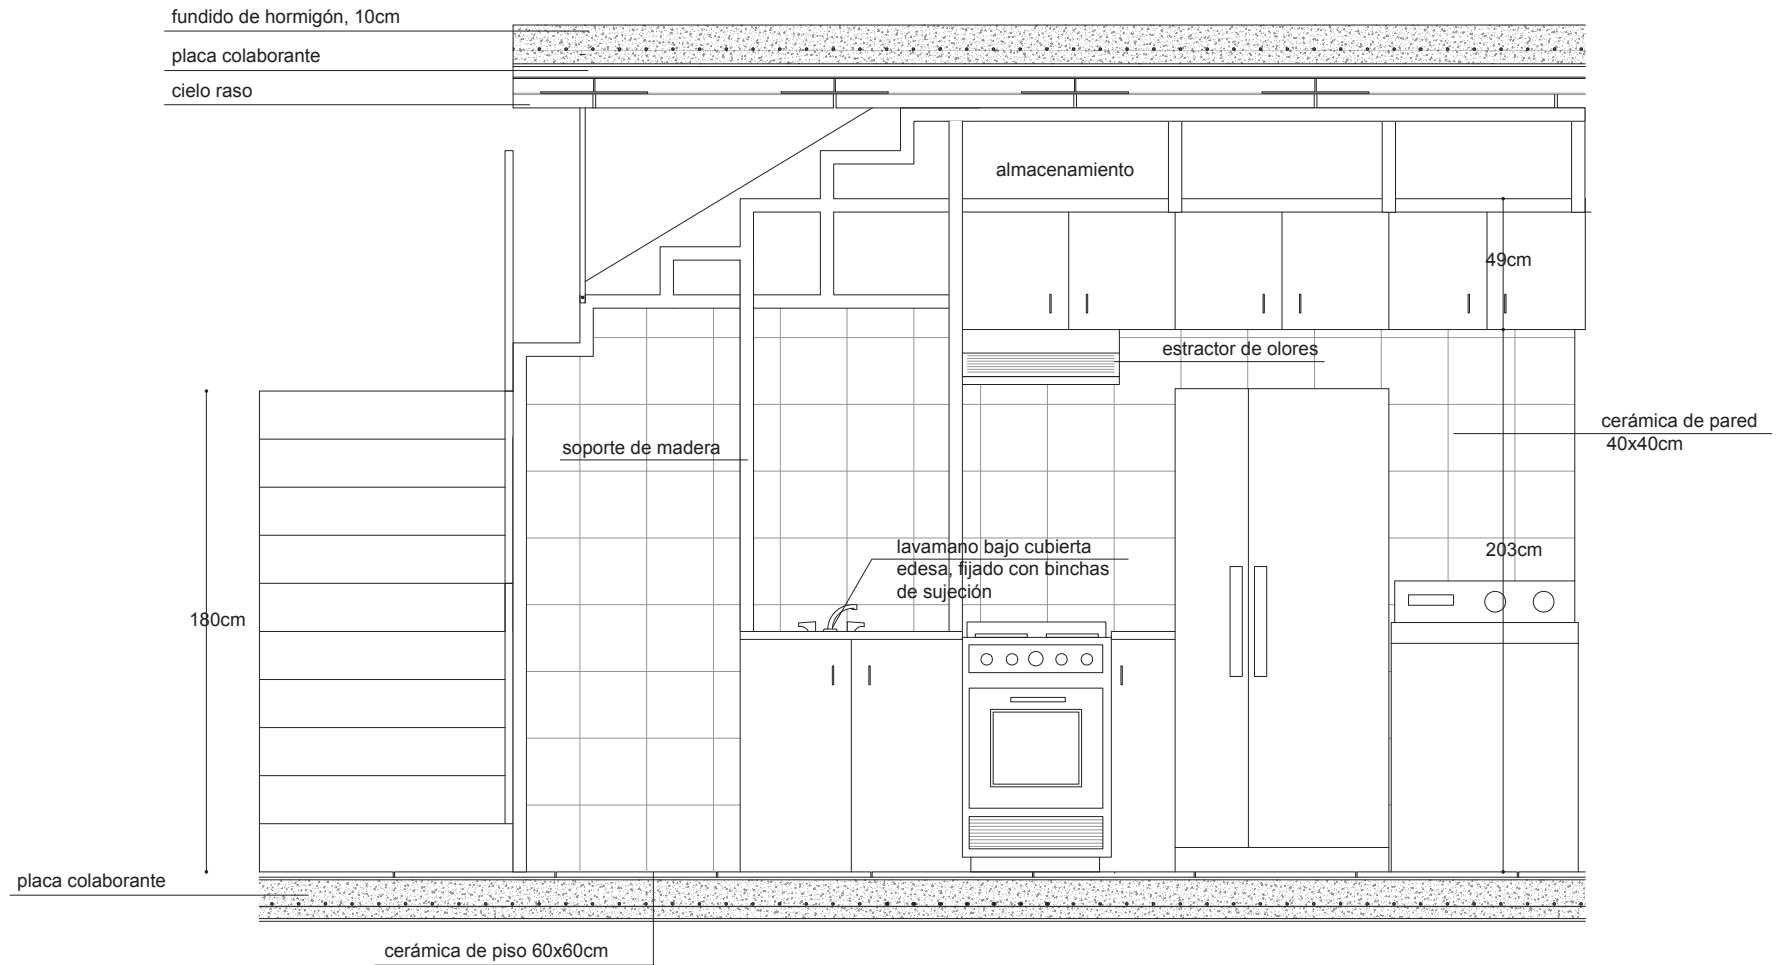 fundido de hormigón, 10cm
placa colaborante
cielo raso
almacenamiento
49cm
estractor de olores
cerámica de pared
40x40cm
soporte de madera
lavamano bajo cubierta
edesa, fijado con binchas
de sujeción
203cm
180cm
placa colaborante
cerámica de piso 60x60cm